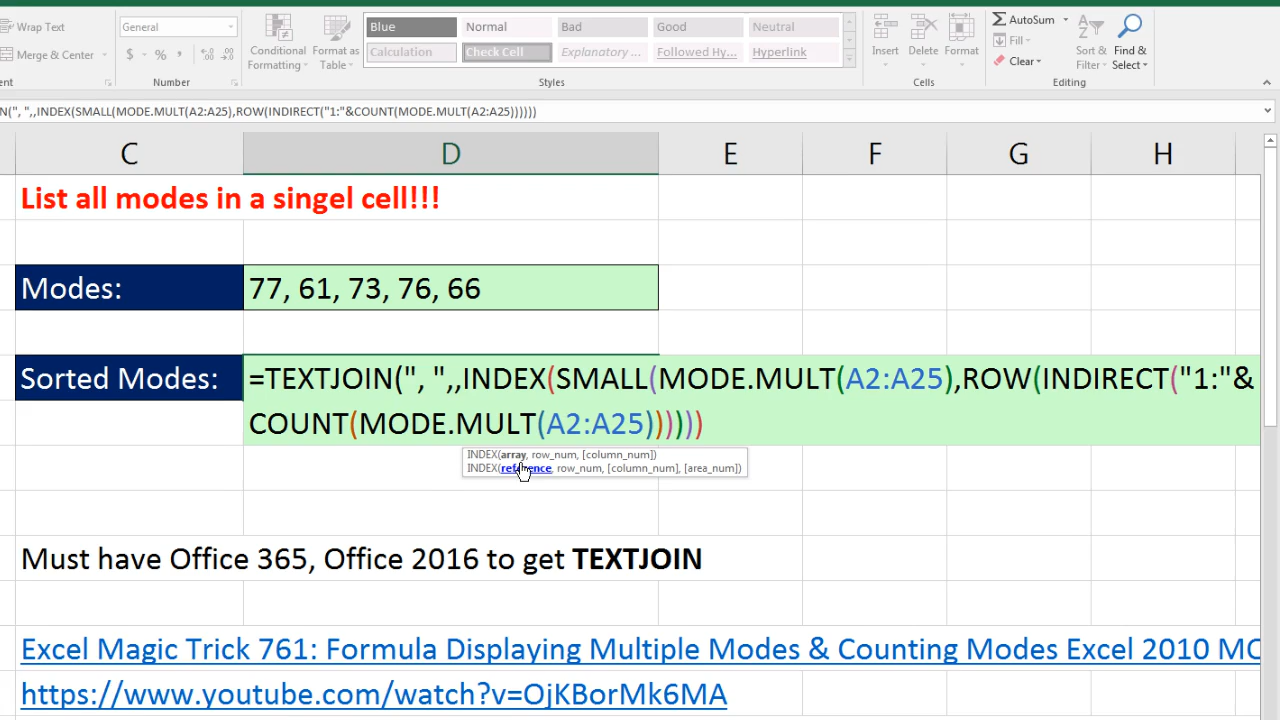 Wrap Text
General
Merge & Center
$ % ,
Conditional
Formatting
Format as
Table
Blue
Normal
Bad
Good
Neutral
Calculation
Check Cell
Explanatory ...
Followed Hy...
Hyperlink
Insert
Delete
Format
AutoSum
Fill
Clear
Sort &
Filter
Find &
Select
Number
Styles
Cells
Editing
N(", ",,INDEX(SMALL(MODE.MULT(A2:A25),ROW(INDIRECT("1:"&COUNT(MODE.MULT(A2:A25))))))
C D E F G H
List all modes in a singel cell!!!
Modes: 77, 61, 73, 76, 66
Sorted Modes: =TEXTJOIN(", ",,INDEX(SMALL(MODE.MULT(A2:A25),ROW(INDIRECT("1:"&
COUNT(MODE.MULT(A2:A25))))))
INDEX(array, row_num, [column_num])
INDEX(reference, row_num, [column_num], [area_num])
Must have Office 365, Office 2016 to get TEXTJOIN
Excel Magic Trick 761: Formula Displaying Multiple Modes & Counting Modes Excel 2010 MO
https://www.youtube.com/watch?v=OjKBorMk6MA